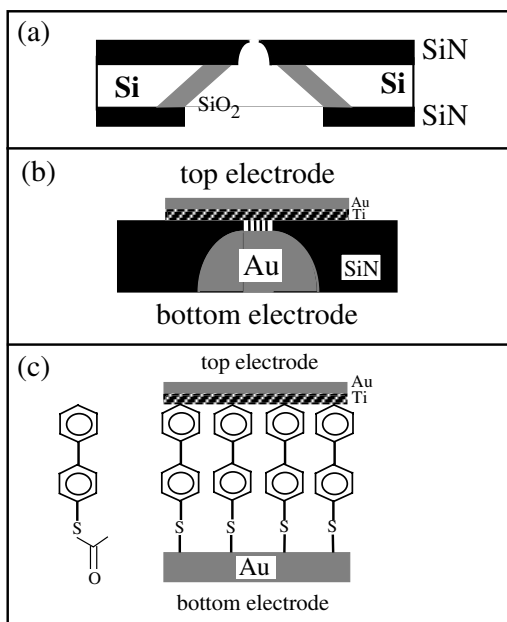 (a)
SiN
Si
Si
SiO2
SiN
(b)
top electrode
Au
Ti
Au
SiN
bottom electrode
(c)
top electrode
Au
Ti
S
O
S S S S
Au
bottom electrode